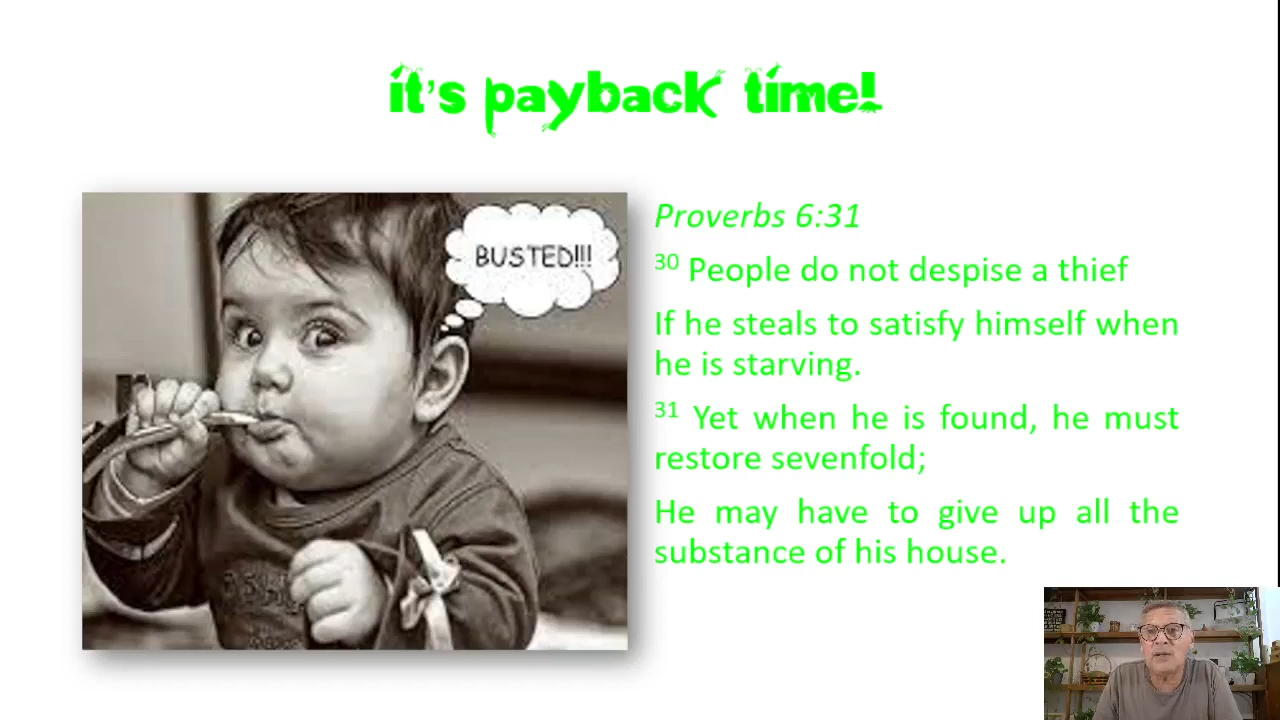 it's payback time!
BUSTED!!!
Proverbs 6:31
30 People do not despise a thief
If he steals to satisfy himself when
he is starving.
31 Yet when he is found, he must
restore sevenfold;
He may have to give up all the
substance of his house.